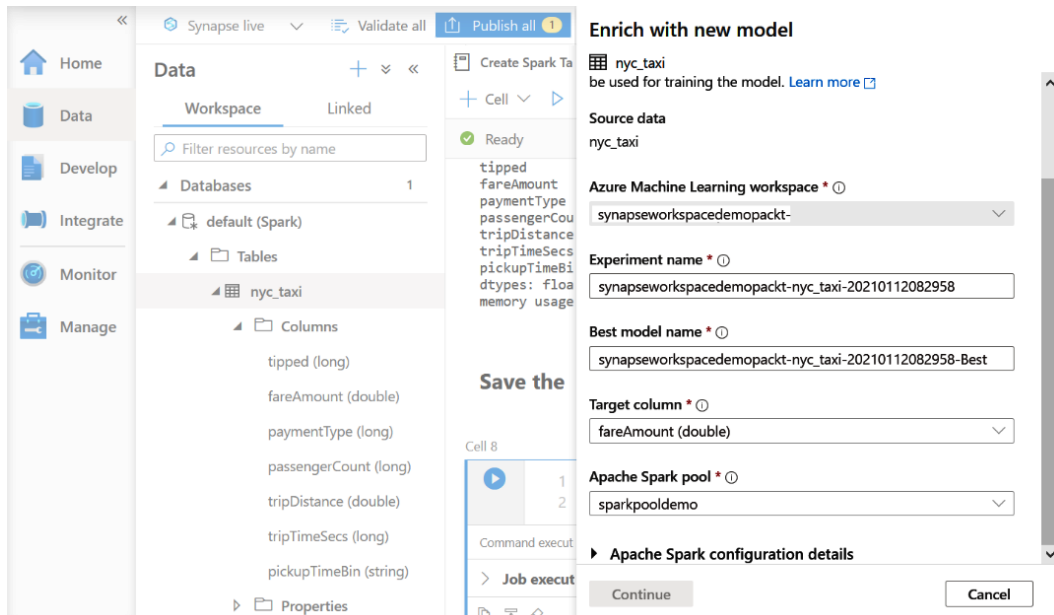 «
Home
Data
Develop
Integrate
Monitor
Manage
Synapse live
Validate all
Publish all 1
Data
«
Workspace Linked
Filter resources by name
Databases 1
default (Spark)
Tables
nyc_taxi
Columns
tipped (long)
fareAmount (double)
paymentType (long)
passengerCount (long)
tripDistance (double)
tripTimeSecs (long)
pickupTimeBin (string)
Properties
Create Spark Ta
+ Cell
Ready
tipped
fareAmount
paymentType
passengerCou
tripDistance
tripTimeSecs
pickupTimeBi
dtypes: floa
memory usage
Save the
Cell 8
1
2
Command execut
Job execut
Enrich with new model
nyc_taxi
be used for training the model. Learn more
Source data
nyc_taxi
Azure Machine Learning workspace *
synapseworkspacedemopackt-
Experiment name *
synapseworkspacedemopackt-nyc_taxi-20210112082958
Best model name *
synapseworkspacedemopackt-nyc_taxi-20210112082958-Best
Target column *
fareAmount (double)
Apache Spark pool *
sparkpooldemo
Apache Spark configuration details
Continue Cancel